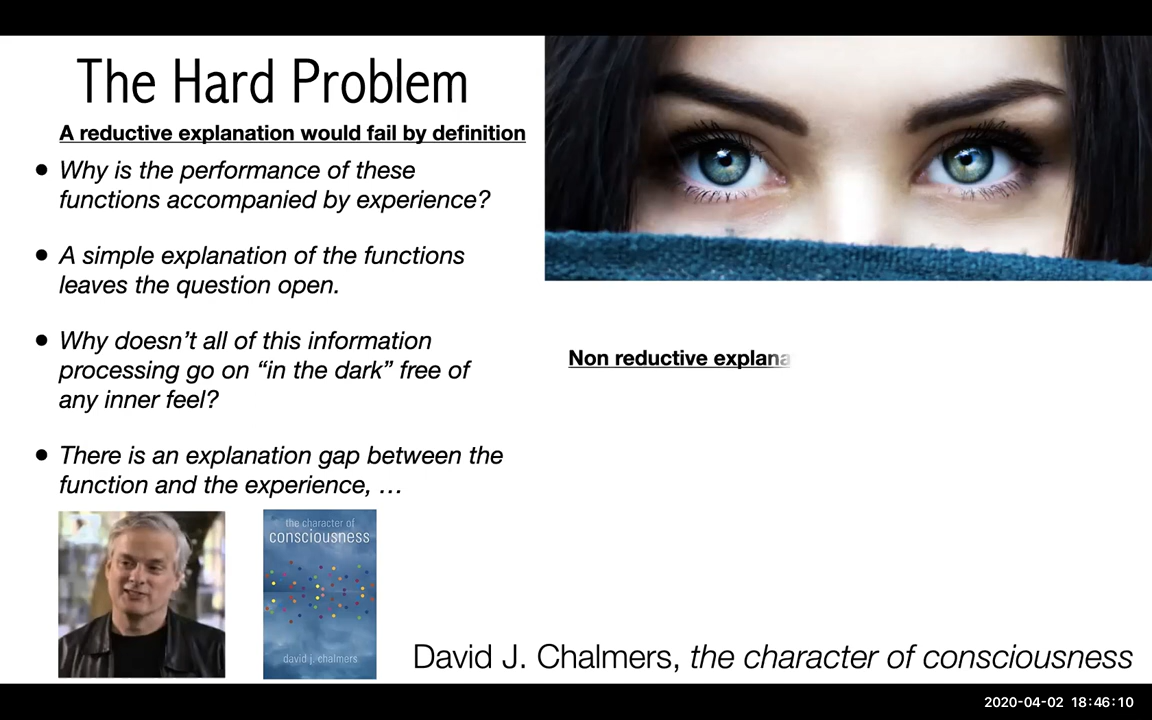 The Hard Problem
A reductive explanation would fail by definition
• Why is the performance of these
functions accompanied by experience?
• A simple explanation of the functions
leaves the question open.
• Why doesn’t all of this information
processing go on “in the dark” free of
any inner feel?
• There is an explanation gap between the
function and the experience, …
Non reductive explana
the character of
consciousness
david j. chalmers
David J. Chalmers, the character of consciousness
2020-04-02 18:46:10